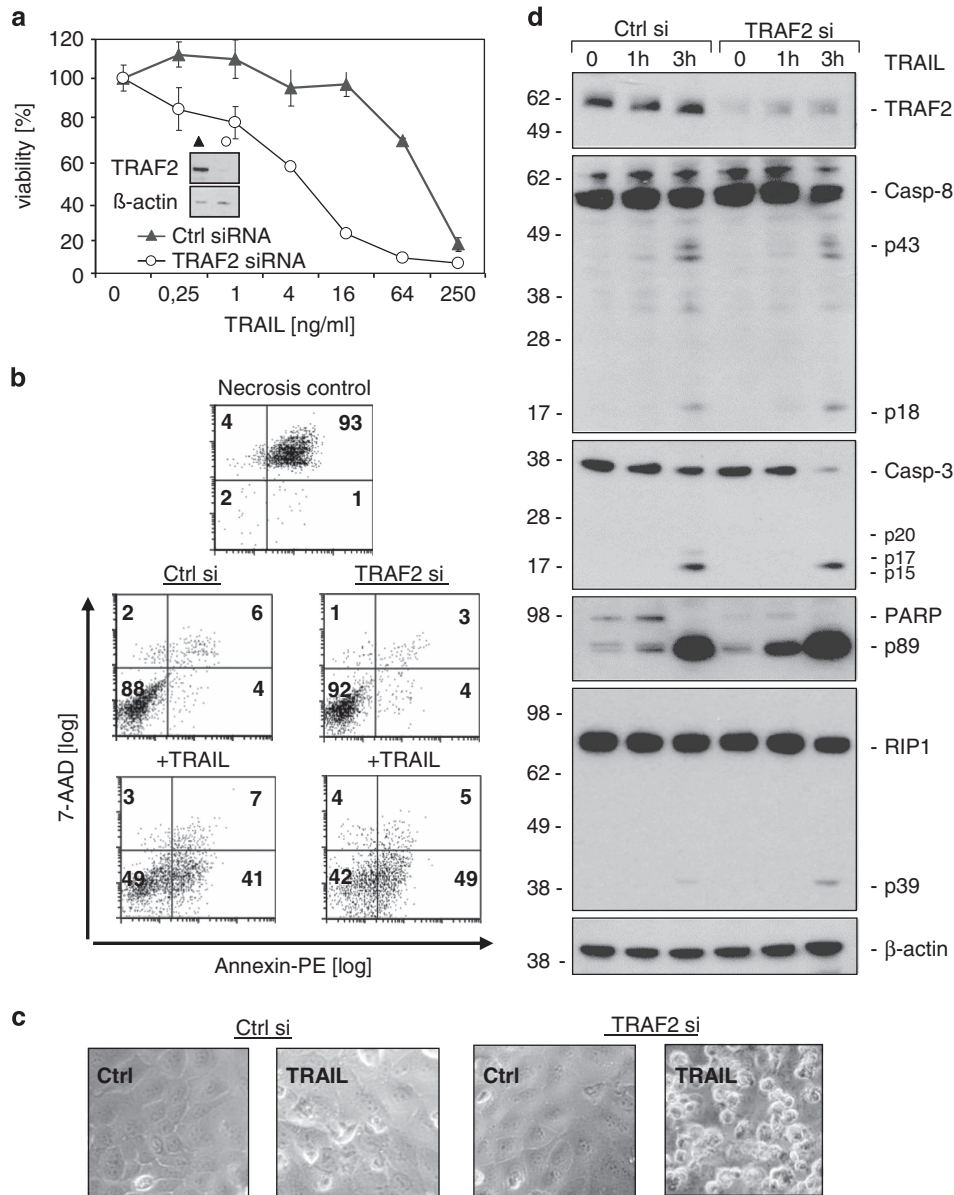 a
120
100
80
60
40
20
0
viability [%]
TRAF2
ß-actin
Ctrl siRNA
TRAF2 siRNA
0 0,25 1 4 16 64 250
TRAIL [ng/ml]
b
Necrosis control
4 93
2 1
Ctrl si TRAF2 si
2 6 1 3
88 4 92 4
+TRAIL +TRAIL
3 7 4 5
49 41 42 49
7-AAD [log]
Annexin-PE [log]
c
Ctrl si TRAF2 si
Ctrl TRAIL Ctrl TRAIL
d
Ctrl si TRAF2 si
0 1h 3h 0 1h 3h TRAIL
62 -
- TRAF2
49 -
62 -
- Casp-8
49 -
- p43
38 -
28 -
17 - - p18
38 - - Casp-3
28 -
- p20
- p17
17 - - p15
98 - - PARP
- p89
98 -
- RIP1
62 -
49 -
38 - - p39
- β-actin
38 -